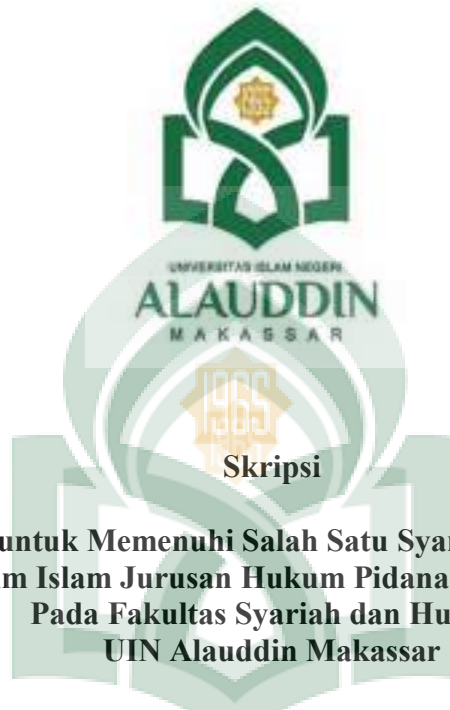 UNIVERSITAS ISLAM NEGERI
ALAUDDIN
MAKASSAR
1965
Skripsi
untuk Memenuhi Salah Satu
Islam Jurusan Hukum Pidana
Pada Fakultas Syariah dan
UIN Alauddin Makassar